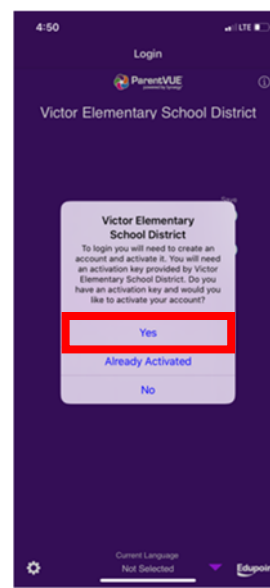 4:50
LTE
Login
ParentVUE
Victor Elementary School District
Save
Victor Elementary
School District
To login you will need to create an
account and activate it. You will need
an activation key provided by Victor
Elementary School District. Do you
have an activation key and would you
like to activate your account?
Yes
Already Activated
No
Current Language
Not Selected
Edupoint